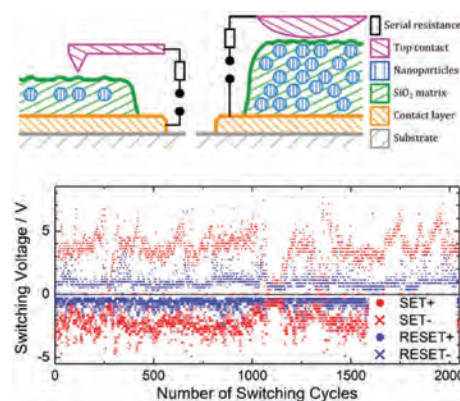 Serial resistance
Top contact
Nanoparticles
SiO₂ matrix
Contact layer
Substrate
Switching Voltage / V
5
0
-5
SET+
SET-
RESET+
RESET-
0 500 1000 1500 2000
Number of Switching Cycles